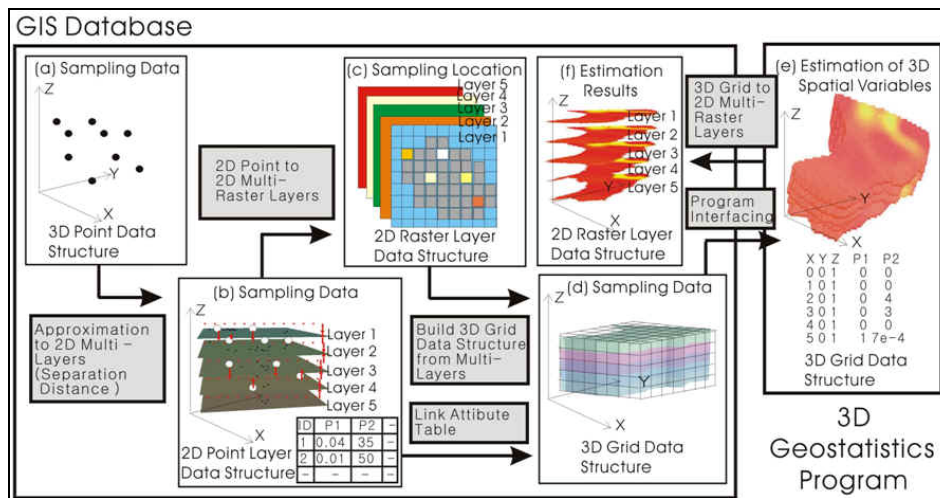 GIS Database
(a) Sampling Data
Z
Y
X
3D Point Data
Structure
Approximation
to 2D Multi -
Layers
(Separation
Distance )
2D Point to
2D Multi-
Raster Layers
(b) Sampling Data
Z
Layer 1
Layer 2
Layer 3
Layer 4
Layer 5
X
2D Point Layer
Data Structure
ID P1 P2 -
1 0.04 35 -
2 0.01 50 -
- - - -
(c) Sampling Location
Layer 5
Layer 4
Layer 3
Layer 2
Layer 1
2D Raster Layer
Data Structure
Build 3D Grid
Data Structure
from Multi-
Layers
Link Attibute
Table
(d) Sampling Data
Z
Y
X
3D Grid Data
Structure
(f) Estimation
Results
Z
Layer 1
Layer 2
Layer 3
Layer 4
Layer 5
Y
X
2D Raster Layer
Data Structure
3D Grid to
2D Multi-
Raster
Layers
Program
Interfacing
(e) Estimation of 3D
Spatial Variables
Z
Y
X
X Y Z P1 P2
0 0 1 0 0
1 0 1 0 0
2 0 1 0 4
3 0 1 0 3
4 0 1 0 0
5 0 1 1 7e-4
3D Grid Data
Structure
3D
Geostatistics
Program